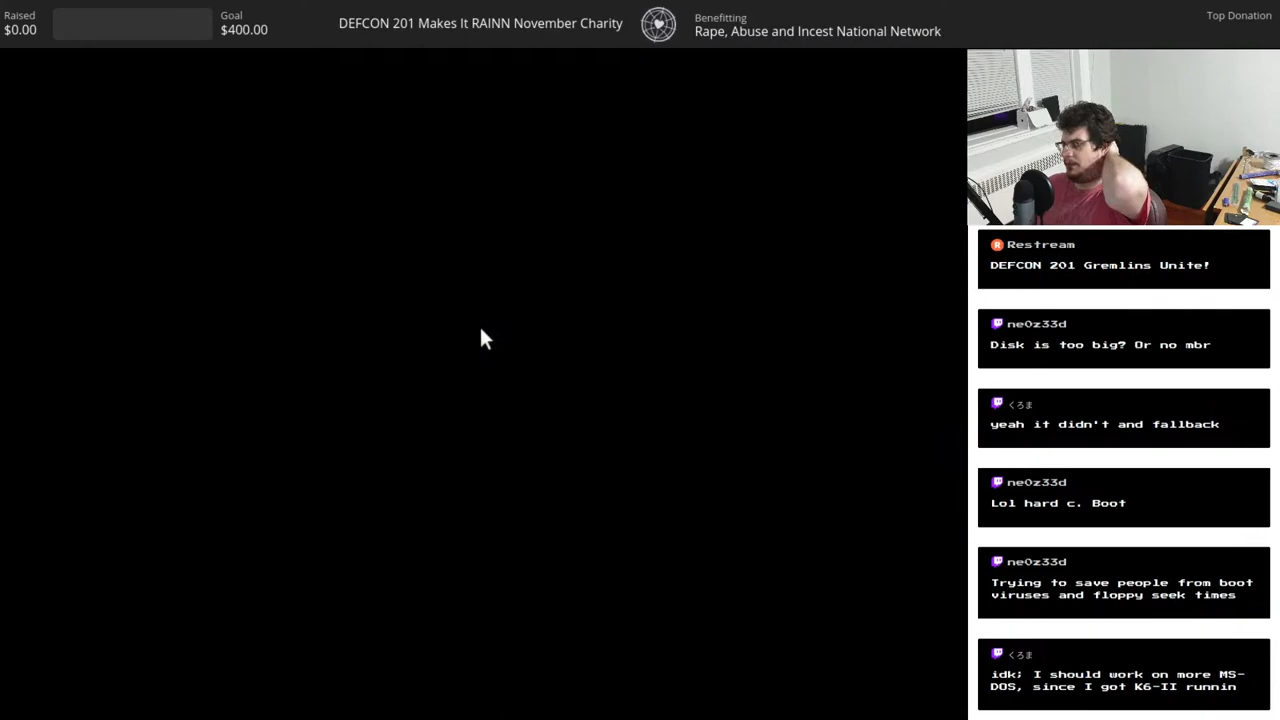 Raised
$0.00
Goal
$400.00
DEFCON 201 Makes It RAINN November Charity
Benefitting
Rape, Abuse and Incest National Network
Top Donation
Restream
DEFCON 201 Gremlins Unite!
ne0z33d
Disk is too big? Or no mbr
くろま
yeah it didn't and fallback
ne0z33d
Lol hard c. Boot
ne0z33d
Trying to save people from boot
viruses and floppy seek times
くろま
idk; I should work on more MS-
DOS, since I got K6-II runnin